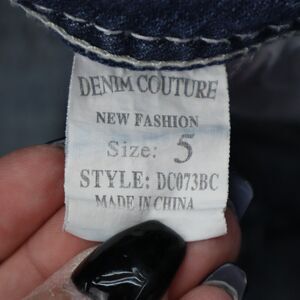 DENIM COUTURE
NEW FASHION
Size: 5
STYLE: DC073BC
MADE IN CHINA